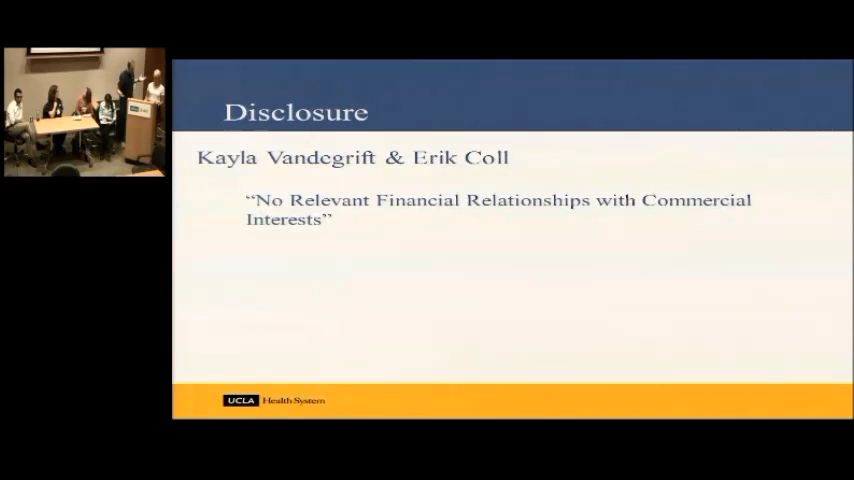 Disclosure
Kayla Vandegrift & Erik Coll
“No Relevant Financial Relationships with Commercial
Interests”
UCLA Health System